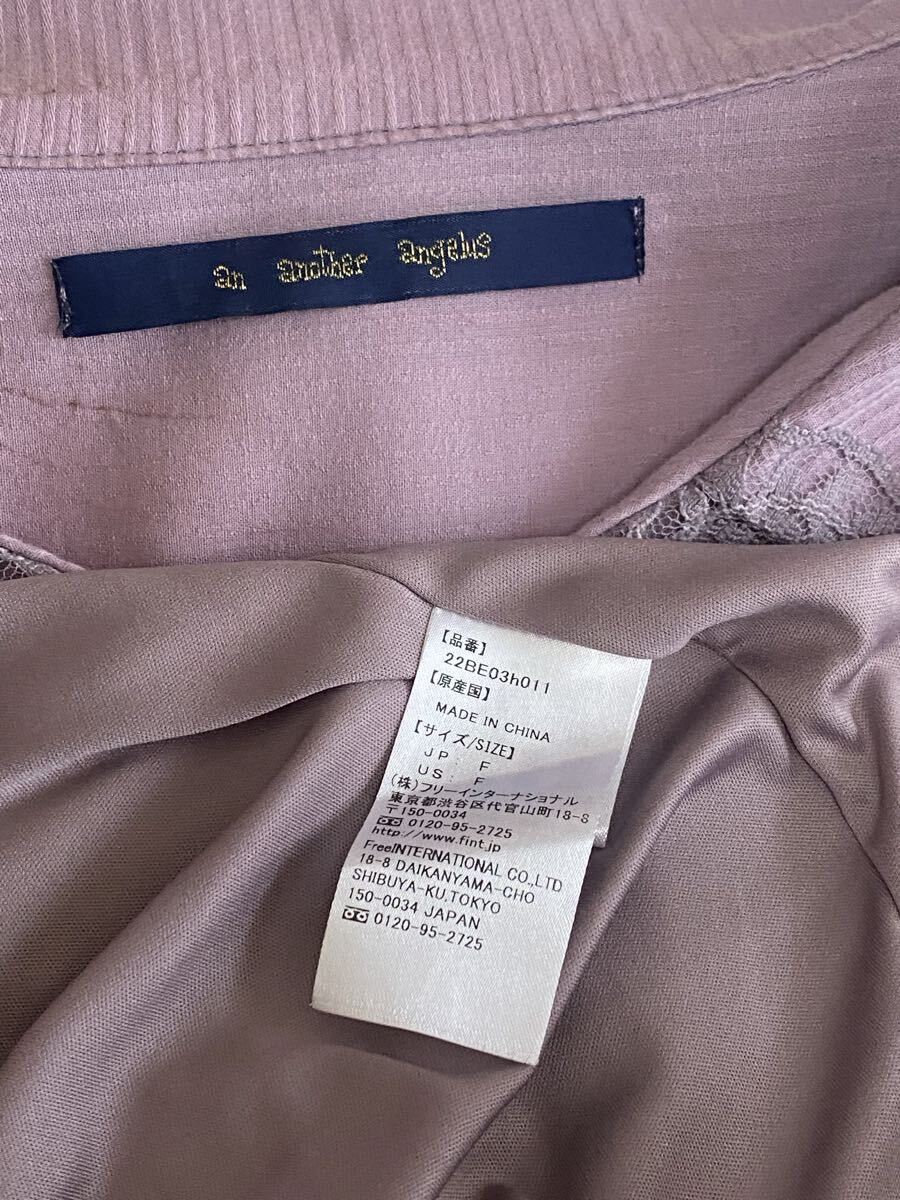 an another angelus
【品番】
22BE03h011
【原産国】
MADE IN CHINA
【サイズ/SIZE】
JP: F
US: F
(株)フリーインターナショナル
東京都渋谷区代官山町18-8
〒150-0034
0120-95-2725
http://www.fint.jp
FreeINTERNATIONAL CO.,LTD
18-8 DAIKANYAMA-CHO
SHIBUYA-KU,TOKYO
150-0034 JAPAN
0120-95-2725